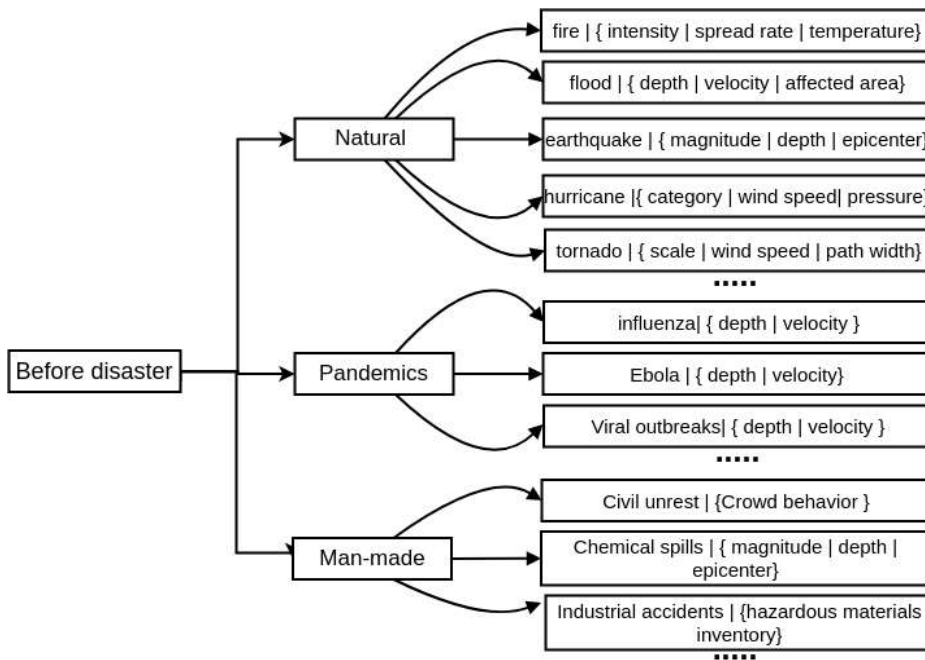 fire | { intensity | spread rate | temperature}
flood | { depth | velocity | affected area}
Natural
earthquake | { magnitude | depth | epicenter}
hurricane |{ category | wind speed| pressure}
tornado | { scale | wind speed | path width}
.....
influenza| { depth | velocity }
Before disaster
Pandemics
Ebola | { depth | velocity}
Viral outbreaks| { depth | velocity }
.....
Civil unrest | {Crowd behavior }
Man-made
Chemical spills | { magnitude | depth |
epicenter}
Industrial accidents | {hazardous materials
inventory}
.....